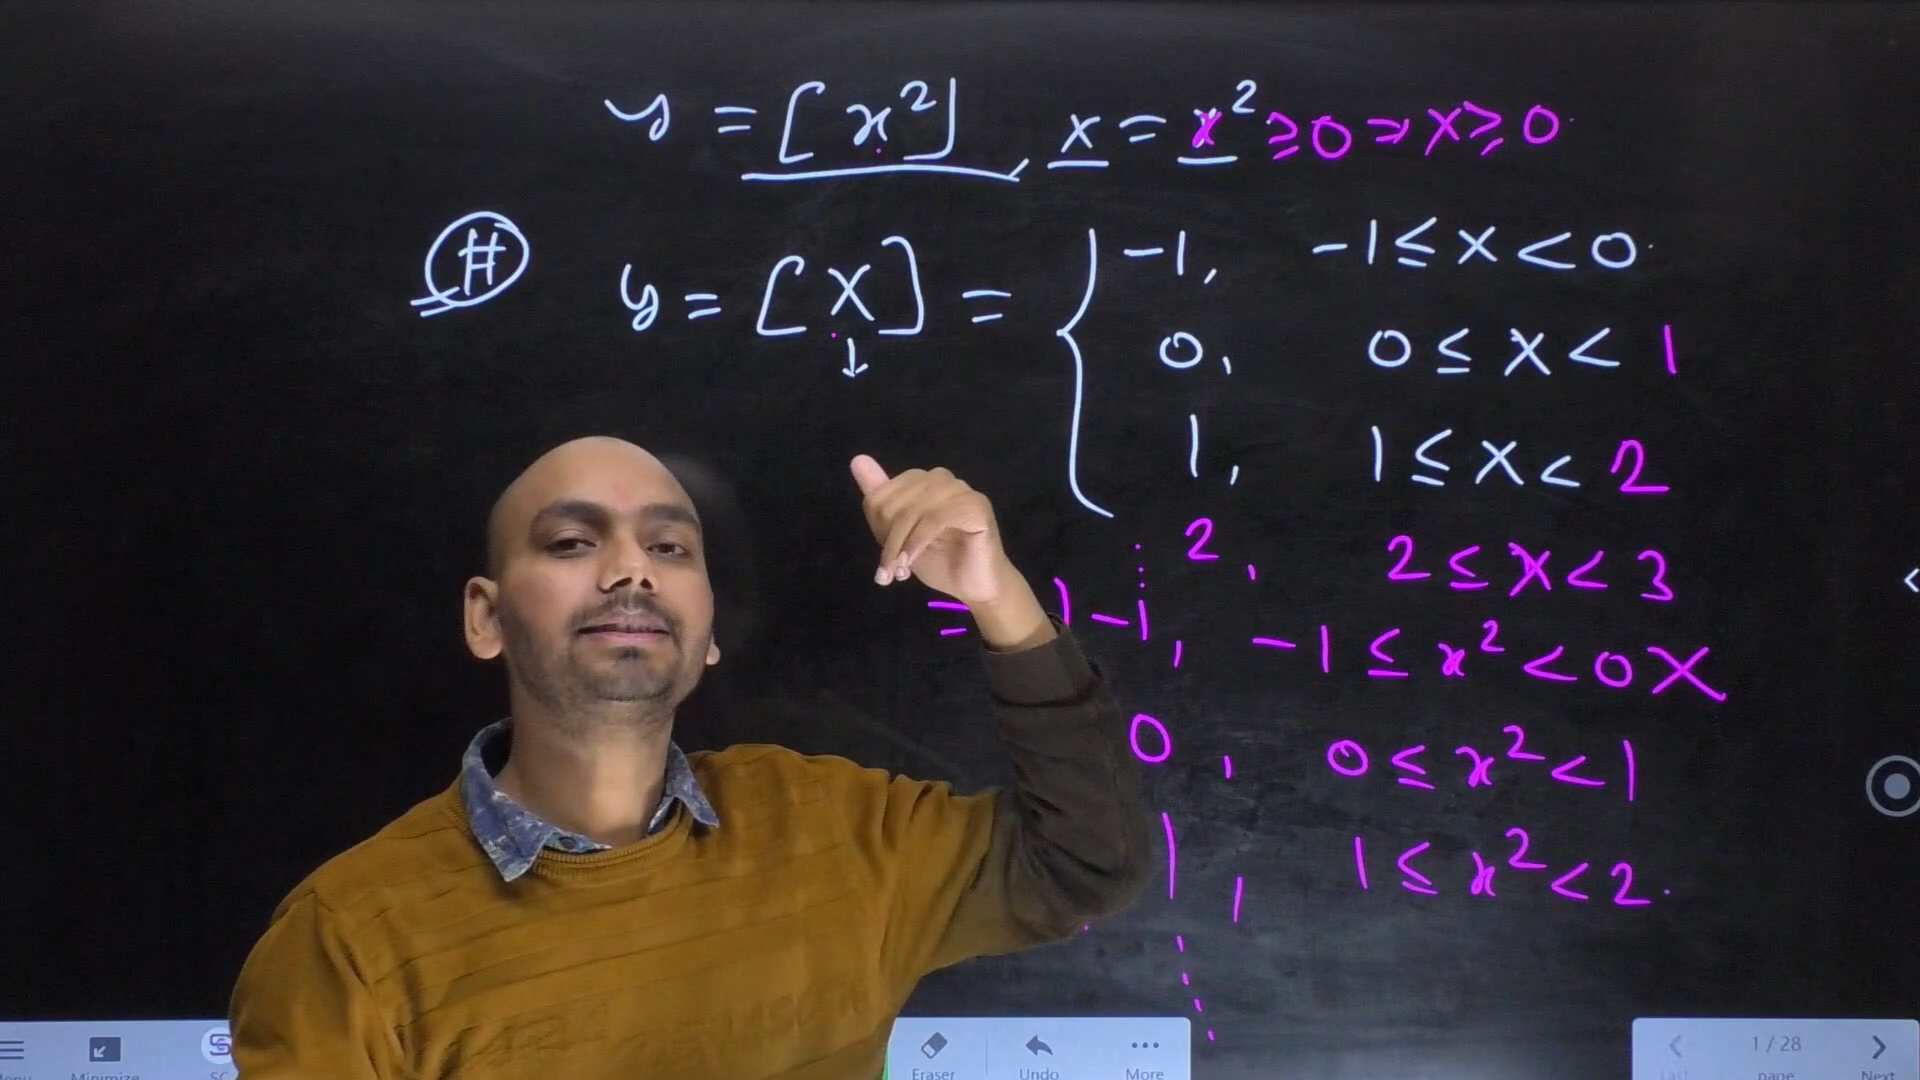 y = [x²], X = x² ≥ 0 ⇒ X ≥ 0
H
y = [X] = { -1, -1 ≤ X < 0
0, 0 ≤ X < 1
1, 1 ≤ X < 2
2, 2 ≤ X < 3
= -1, -1 ≤ x² < 0 X
0, 0 ≤ x² < 1
1, 1 ≤ x² < 2
Minimize
Eraser
Undo
More
1 / 28
page
Next